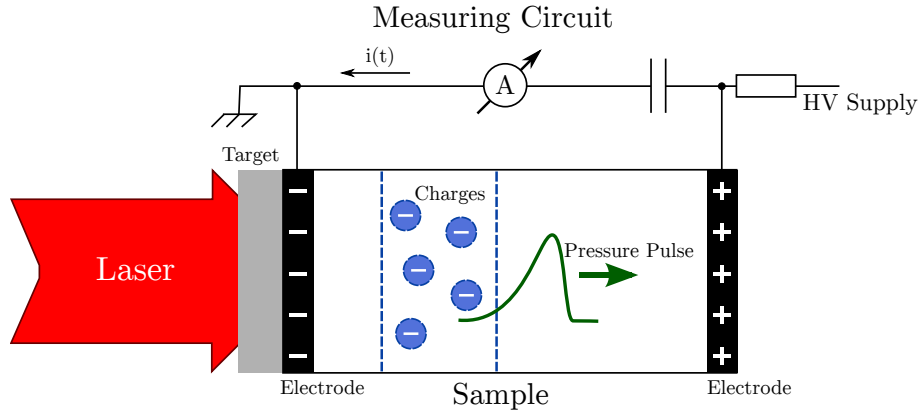 Measuring Circuit
i(t)
A
HV Supply
Target
Charges
Pressure Pulse
Laser
Electrode
Sample
Electrode